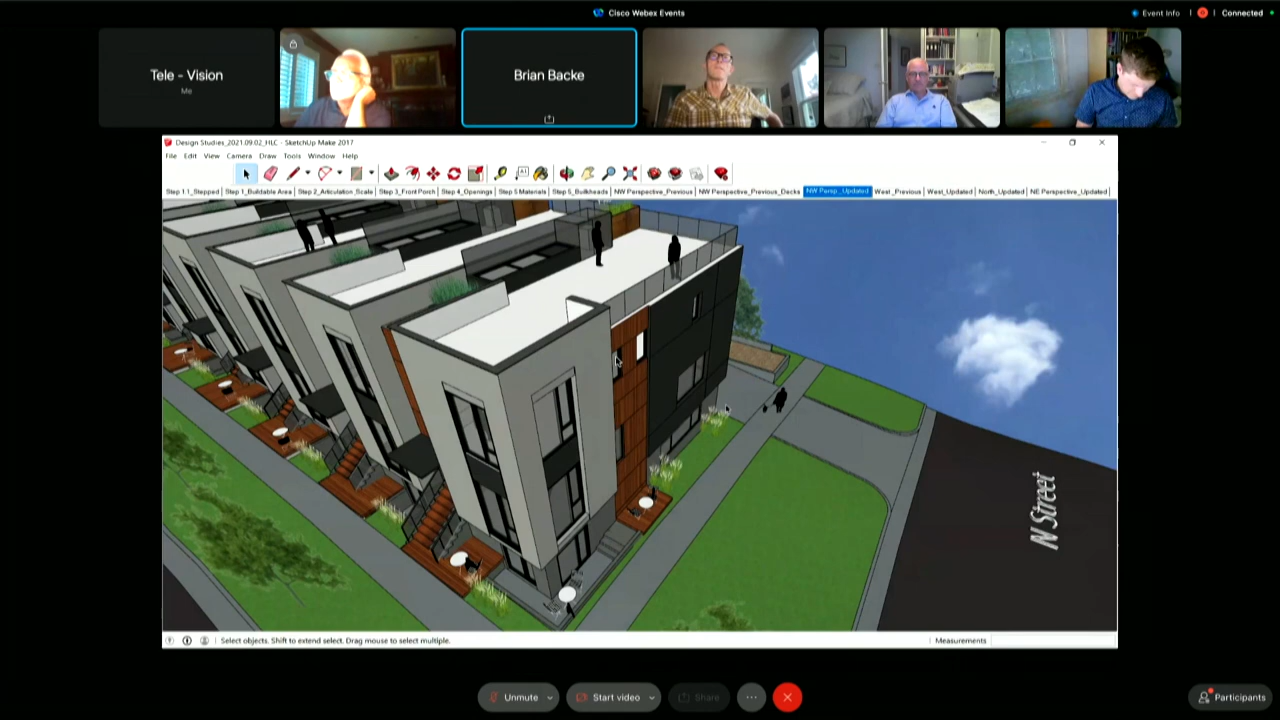 Cisco Webex Events
Event Info
Connected
Tele - Vision
Me
Brian Backe
Design Studies_2021.09.02_HLC - SketchUp Make 2017
File Edit View Camera Draw Tools Window Help
Step 1.1_Stepped Step 1_Buildable Area Step 2_Articulation_Scale Step 3_Front Porch Step 4_Openings Step 5 Materials Step 5_Bulkheads NW Perspective_Previous NW Perspective_Previous_Decks NW Persp_Updated West_Previous West_Updated North_Updated NE Perspective_Updated
N Street
Select objects. Shift to extend select. Drag mouse to select multiple.
Measurements
Unmute
Start video
Share
Participants